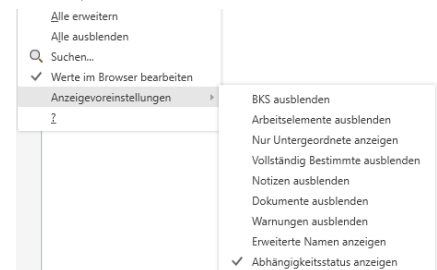 Alle erweitern
Alle ausblenden
Suchen...
Werte im Browser bearbeiten
Anzeigevoreinstellungen
?
BKS ausblenden
Arbeitselemente ausblenden
Nur Untergeordnete anzeigen
Vollständig Bestimmte ausblenden
Notizen ausblenden
Dokumente ausblenden
Warnungen ausblenden
Erweiterte Namen anzeigen
Abhängigkeitsstatus anzeigen